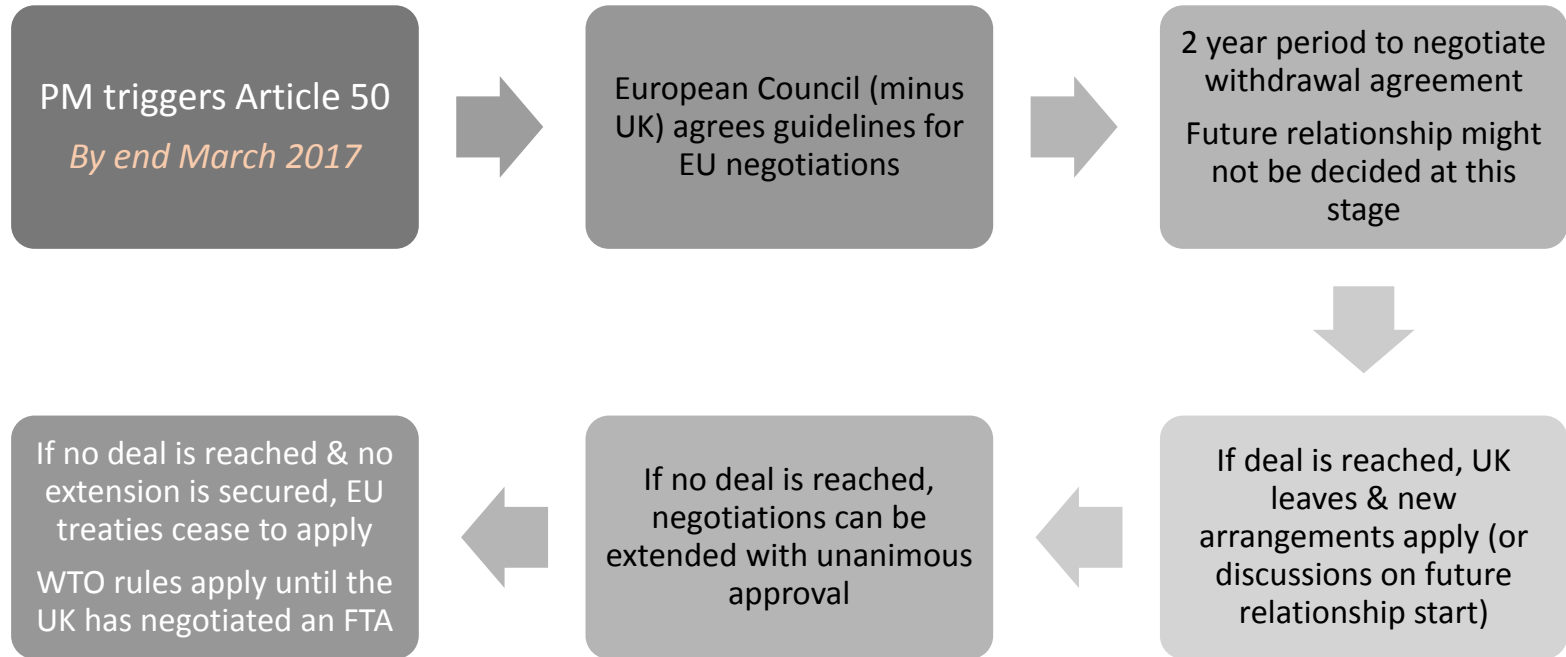 PM triggers Article 50
By end March 2017
European Council (minus
UK) agrees guidelines for
EU negotiations
2 year period to negotiate
withdrawal agreement
Future relationship might
not be decided at this
stage
If deal is reached, UK
leaves & new
arrangements apply (or
discussions on future
relationship start)
If no deal is reached,
negotiations can be
extended with unanimous
approval
If no deal is reached & no
extension is secured, EU
treaties cease to apply
WTO rules apply until the
UK has negotiated an FTA